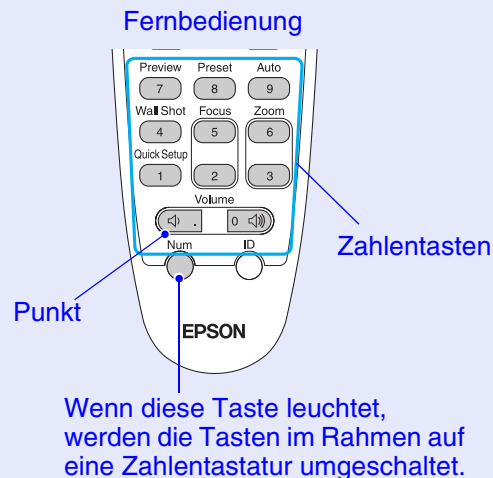 Fernbedienung
Preview Preset Auto
7 8 9
Wall Shot Focus Zoom
4 5 6
Quick Setup
1 2 3
Volume
. 0
Zahlentasten
Num ID
Punkt
EPSON
Wenn diese Taste leuchtet,
werden die Tasten im Rahmen auf
eine Zahlentastatur umgeschaltet.